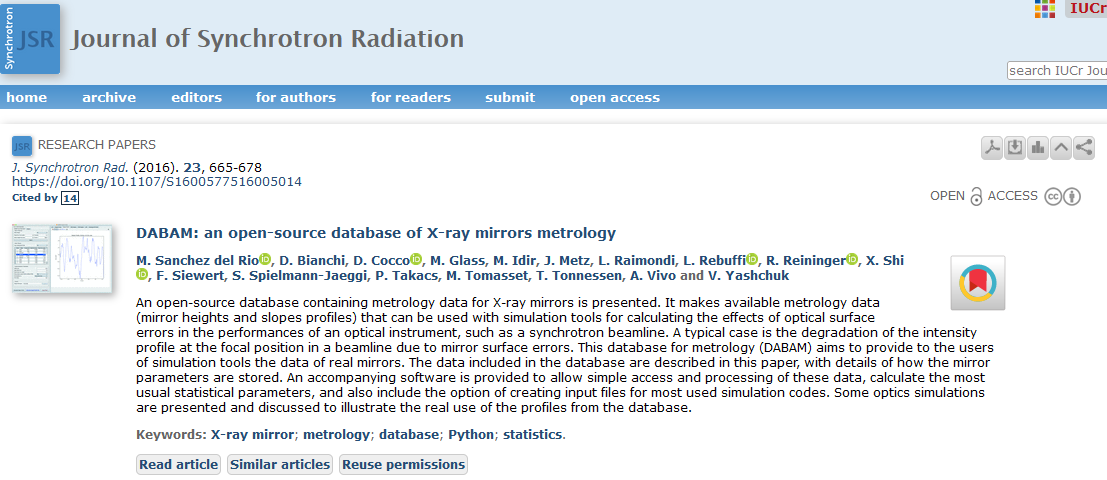 Synchrotron
JSR
Journal of Synchrotron Radiation
IUCr
search IUCr Jou
home archive editors for authors for readers submit open access
JSR RESEARCH PAPERS
J. Synchrotron Rad. (2016). 23, 665-678
https://doi.org/10.1107/S1600577516005014
Cited by 14
OPEN ACCESS
DABAM: an open-source database of X-ray mirrors metrology
M. Sanchez del Rio, D. Bianchi, D. Cocco, M. Glass, M. Idir, J. Metz, L. Raimondi, L. Rebuffi, R. Reininger, X. Shi
, F. Siewert, S. Spielmann-Jaeggi, P. Takacs, M. Tomasset, T. Tonnessen, A. Vivo and V. Yashchuk
An open-source database containing metrology data for X-ray mirrors is presented. It makes available metrology data
(mirror heights and slopes profiles) that can be used with simulation tools for calculating the effects of optical surface
errors in the performances of an optical instrument, such as a synchrotron beamline. A typical case is the degradation of the intensity
profile at the focal position in a beamline due to mirror surface errors. This database for metrology (DABAM) aims to provide to the users
of simulation tools the data of real mirrors. The data included in the database are described in this paper, with details of how the mirror
parameters are stored. An accompanying software is provided to allow simple access and processing of these data, calculate the most
usual statistical parameters, and also include the option of creating input files for most used simulation codes. Some optics simulations
are presented and discussed to illustrate the real use of the profiles from the database.
Keywords: X-ray mirror; metrology; database; Python; statistics.
Read article Similar articles Reuse permissions